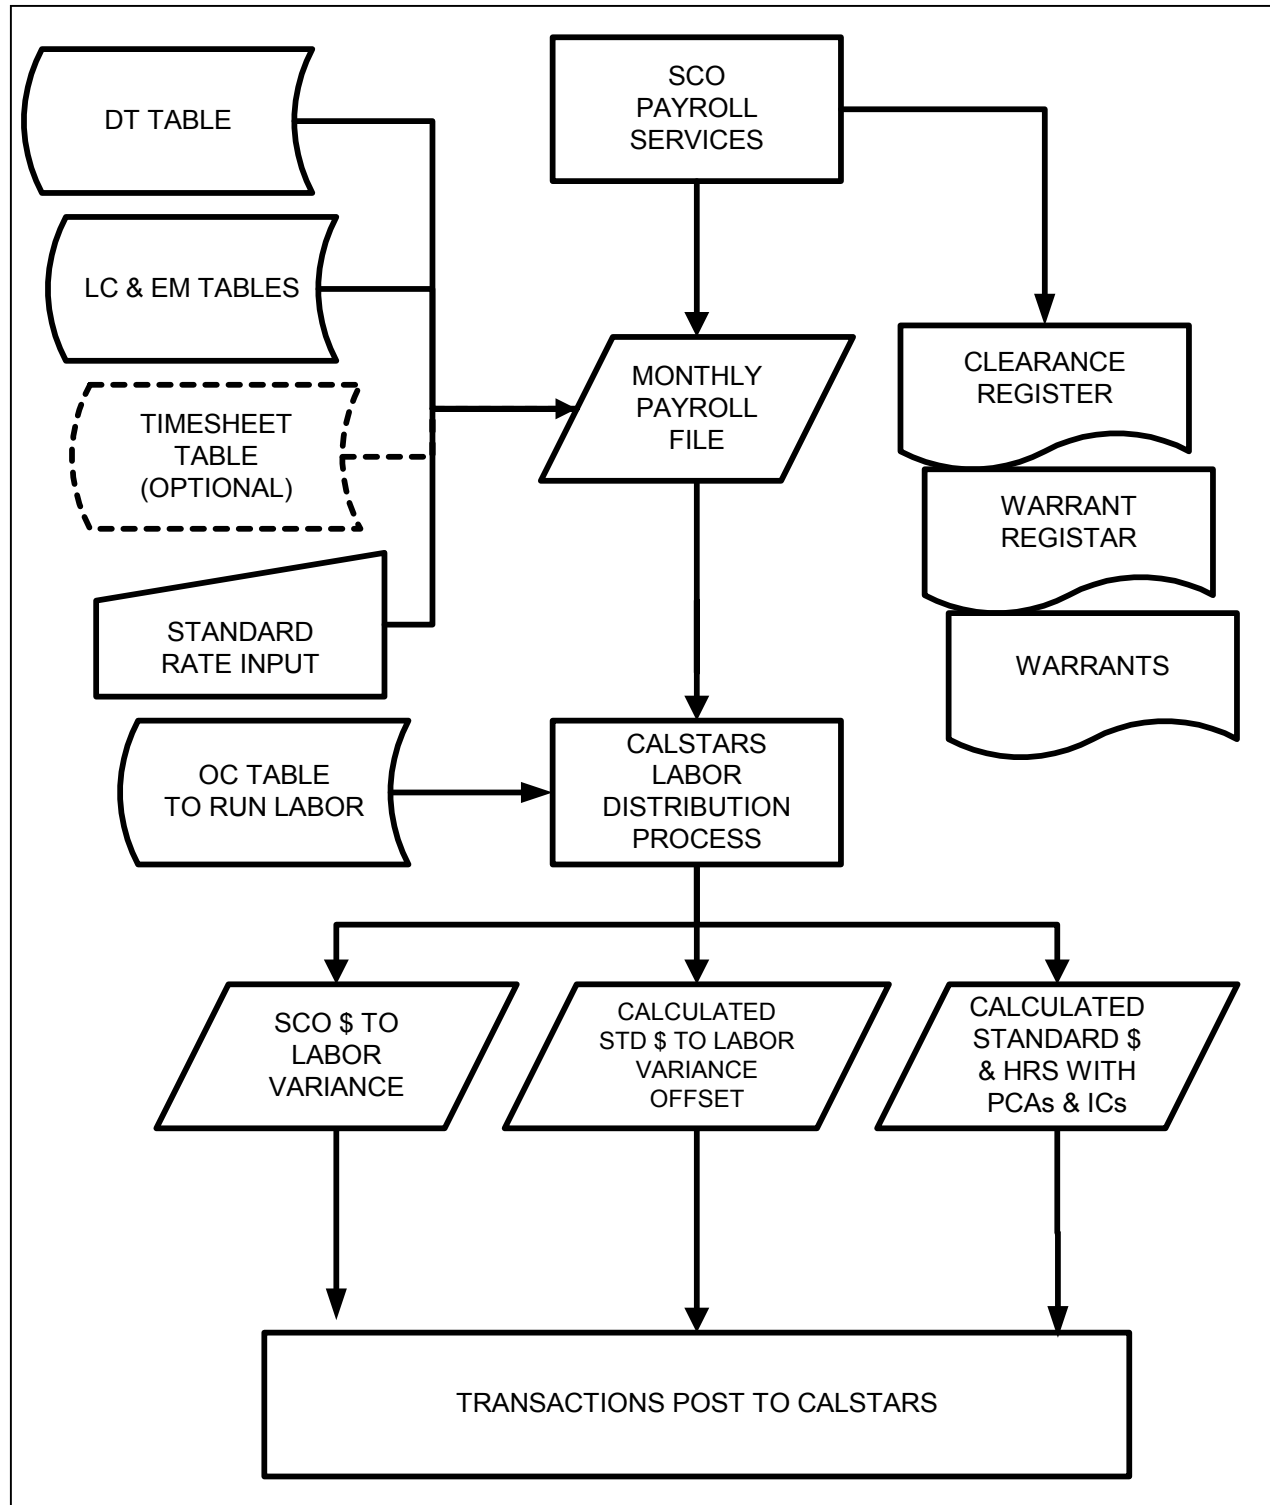 DT TABLE
SCO
PAYROLL
SERVICES
LC & EM TABLES
MONTHLY
PAYROLL
FILE
CLEARANCE
REGISTER
TIMESHEET
TABLE
(OPTIONAL)
WARRANT
REGISTAR
STANDARD
RATE INPUT
WARRANTS
OC TABLE
TO RUN LABOR
CALSTARS
LABOR
DISTRIBUTION
PROCESS
SCO $ TO
LABOR
VARIANCE
CALCULATED
STD $ TO LABOR
VARIANCE
OFFSET
CALCULATED
STANDARD $
& HRS WITH
PCAs & ICs
TRANSACTIONS POST TO CALSTARS